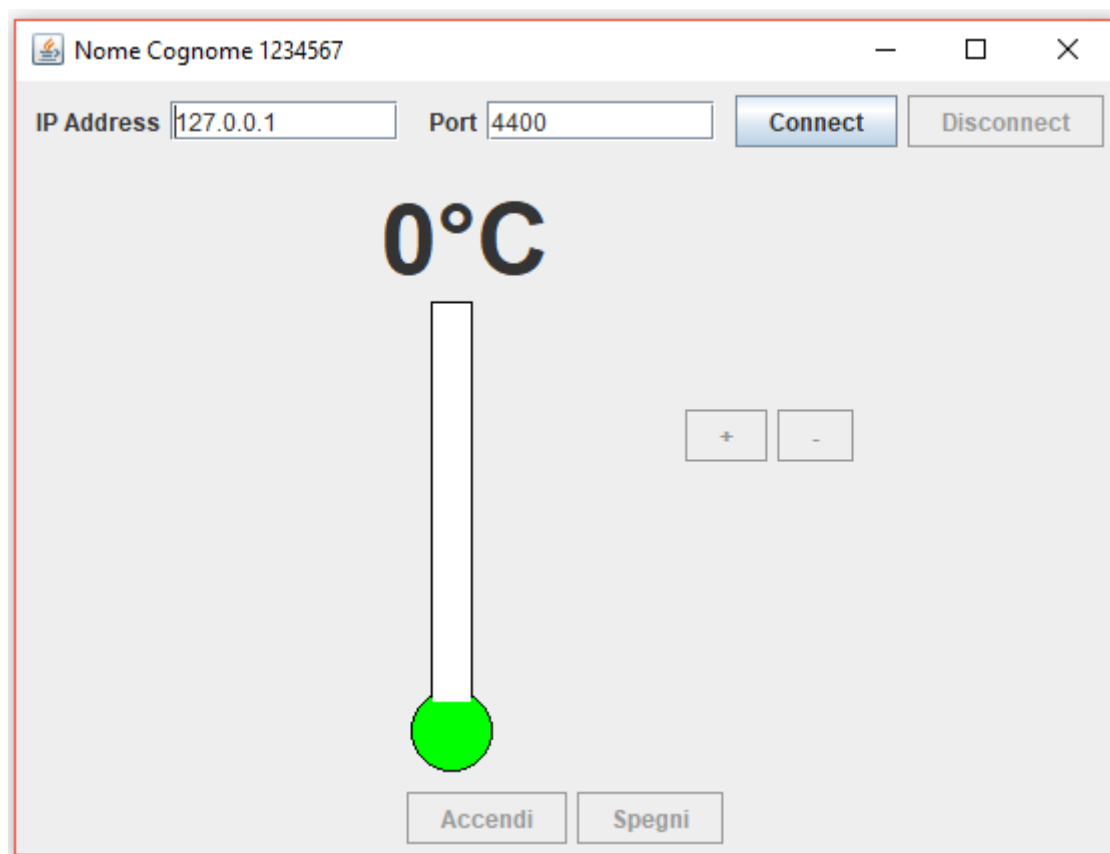 Nome Cognome 1234567
IP Address 127.0.0.1 Port 4400 Connect Disconnect
0°C
+ -
Accendi Spegni